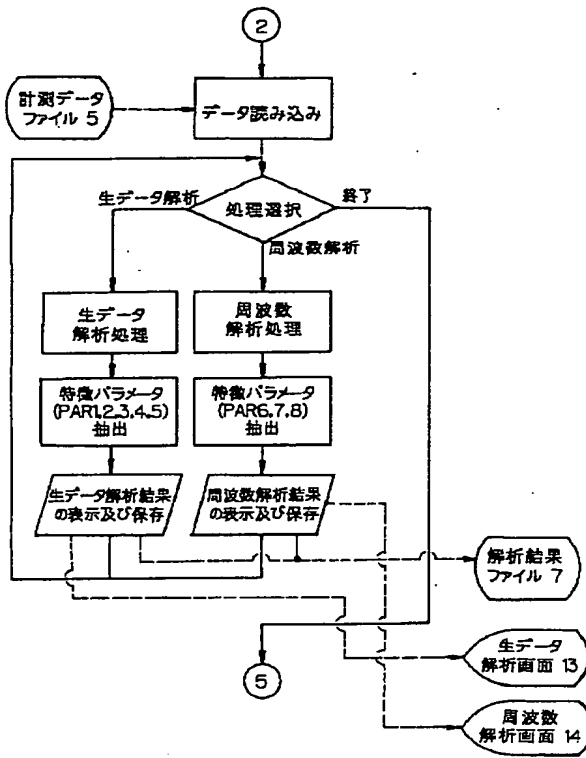 2
計測データ
ファイル 5
データ読み込み
生データ解析
処理選択
終了
周波数解析
生データ
解析処理
周波数
解析処理
特徴パラメータ
(PAR1.2.3.4.5)
抽出
特徴パラメータ
(PAR6.7.8)
抽出
生データ解析結果
の表示及び保存
周波数解析結果
の表示及び保存
解析結果
ファイル 7
生データ
解析画面 13
5
周波数
解析画面 14